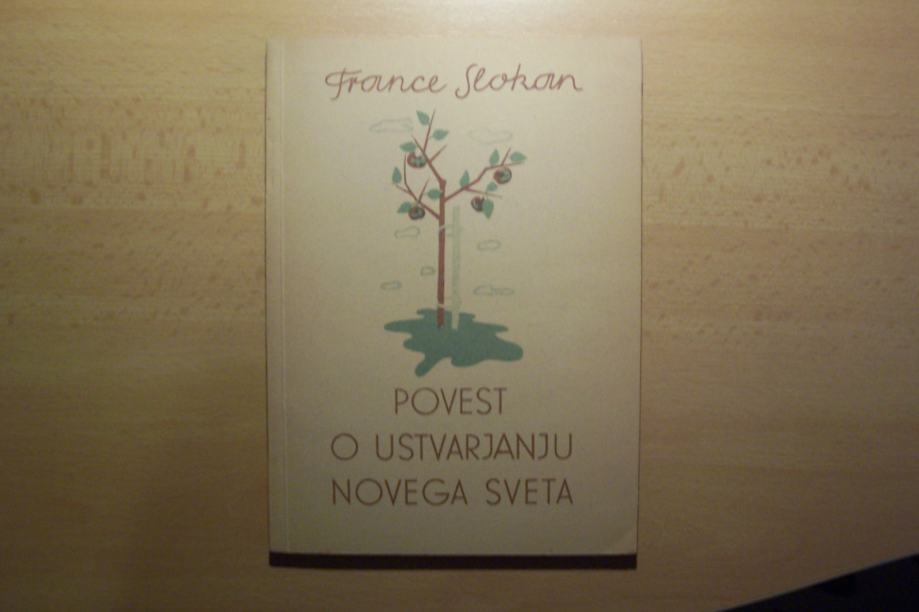 France Slokan
POVEST
O USTVARJANJU
NOVEGA SVETA